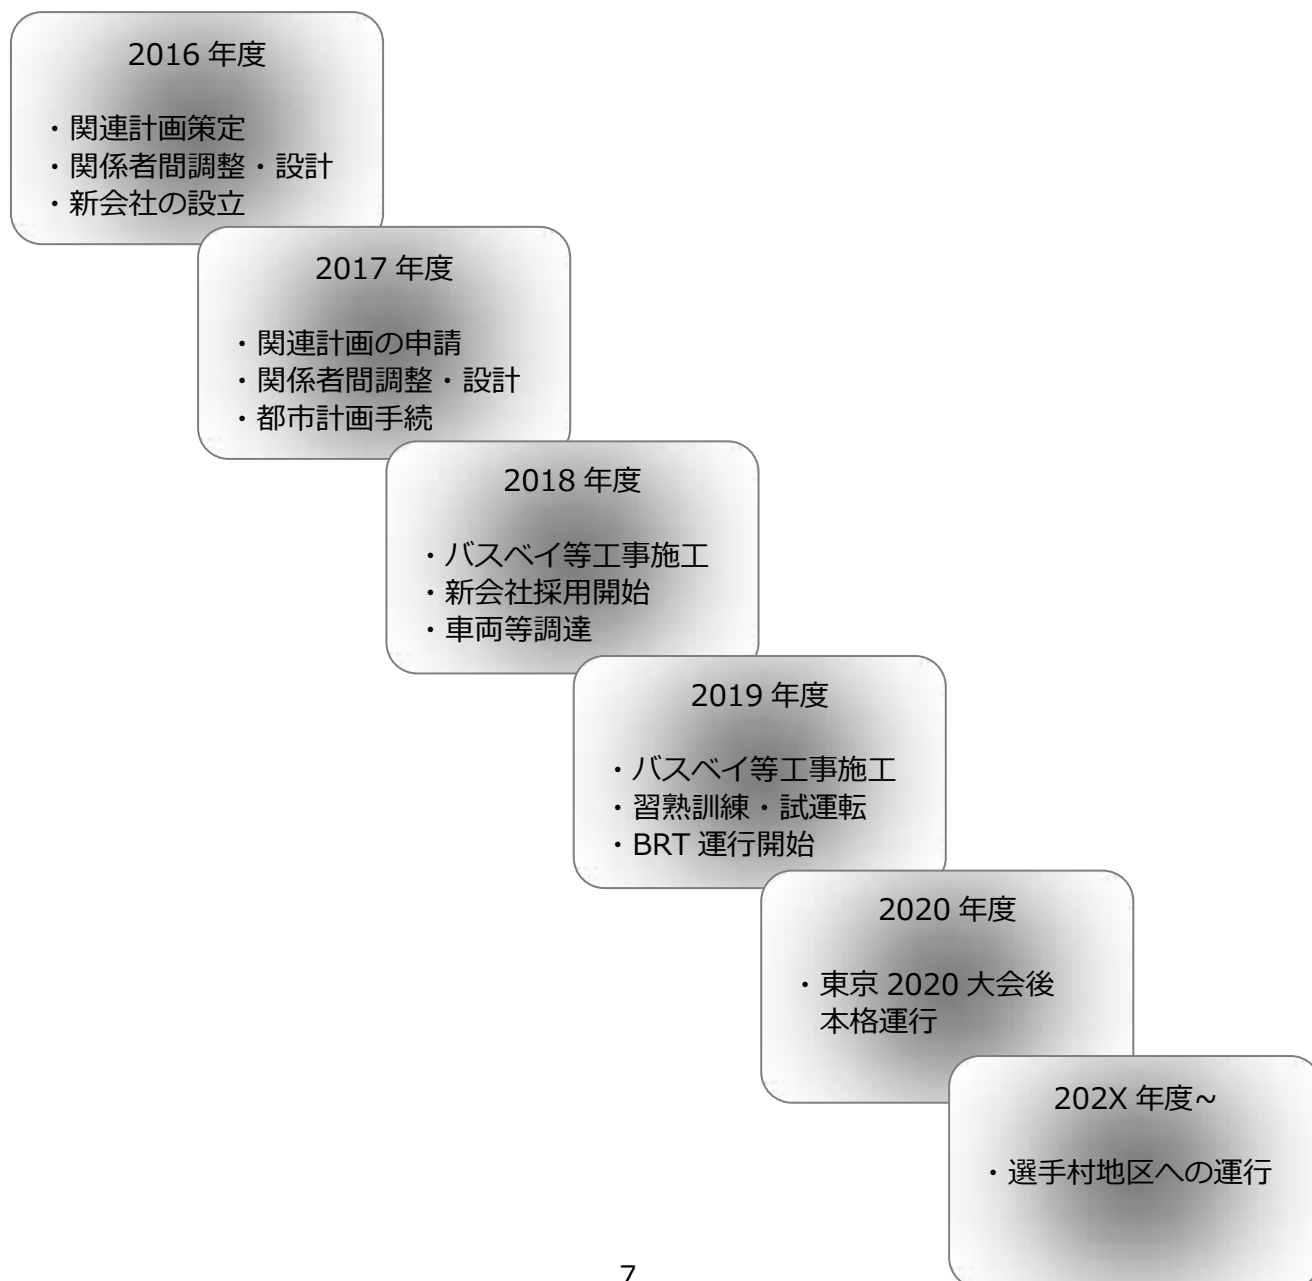 2016 年度
・関連計画策定
・関係者間調整・設計
・新会社の設立
2017 年度
・関連計画の申請
・関係者間調整・設計
・都市計画手続
2018 年度
・バスベイ等工事施工
・新会社採用開始
・車両等調達
2019 年度
・バスベイ等工事施工
・習熟訓練・試運転
・BRT 運行開始
2020 年度
・東京 2020 大会後
本格運行
202X 年度~
・選手村地区への運行
7